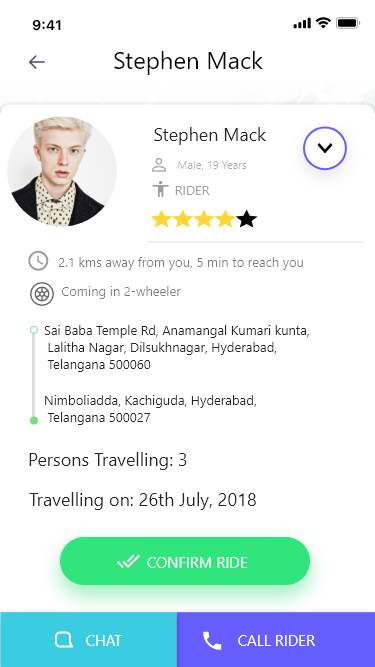 9:41
Stephen Mack
Stephen Mack
Male, 19 Years
RIDER
2.1 kms away from you, 5 min to reach you
Coming in 2-wheeler
Sai Baba Temple Rd, Anamangal Kumari kunta,
Lalitha Nagar, Dilsukhnagar, Hyderabad,
Telangana 500060
Nimboliadda, Kachiguda, Hyderabad,
Telangana 500027
Persons Travelling: 3
Travelling on: 26th July, 2018
CONFIRM RIDE
CHAT
CALL RIDER